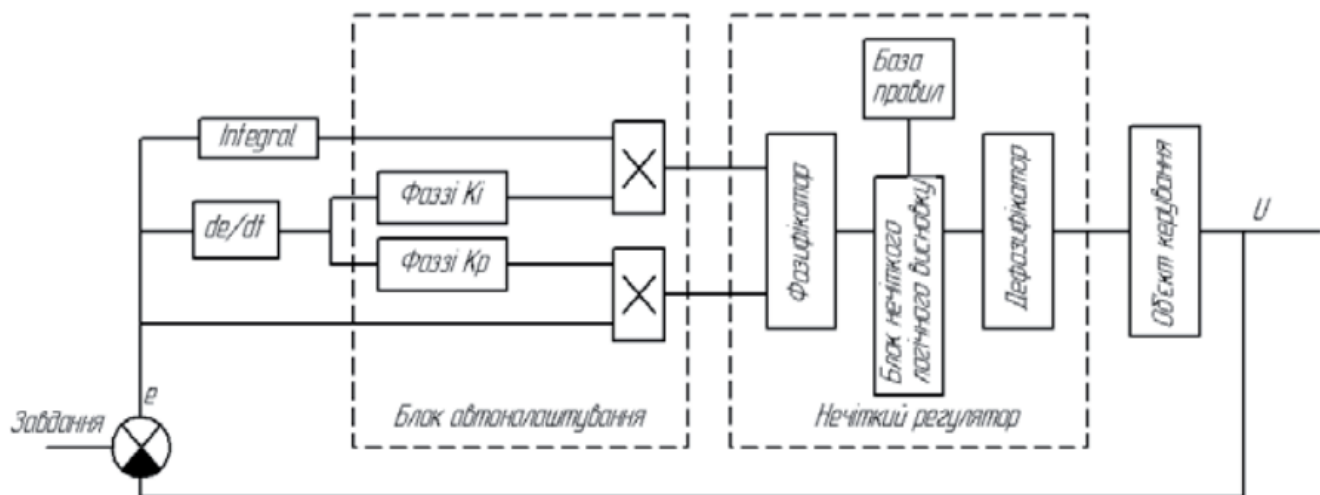 База
правил
Integral
Фаззі Ki
de/dt
Фаззі Kp
Фазифікатор
Блок нечіткого
логічного висновку
Дефазифікатор
Об'єкт керування
U
e
Завдання
Блок автоналаштування
Нечіткий регулятор